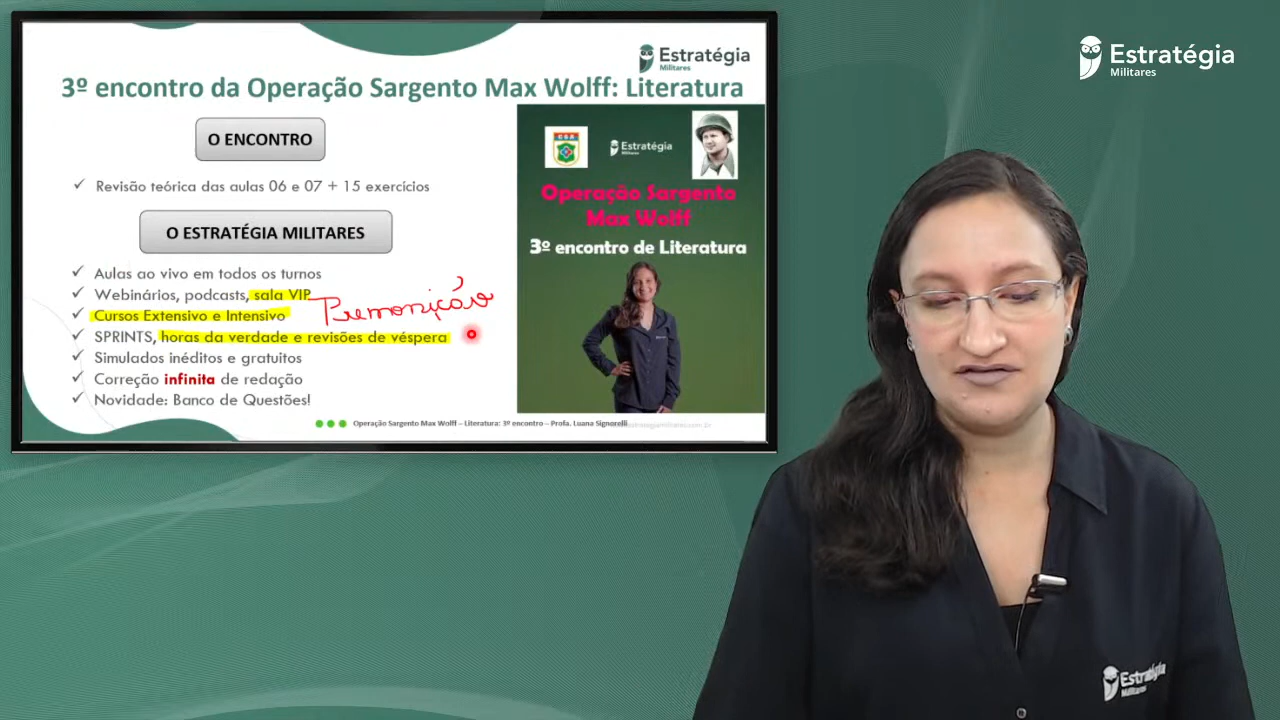 Estratégia
Militares
3º encontro da Operação Sargento Max Wolff: Literatura
O ENCONTRO
✓ Revisão teórica das aulas 06 e 07 + 15 exercícios
O ESTRATÉGIA MILITARES
✓ Aulas ao vivo em todos os turnos
✓ Webinários, podcasts, sala VIP
✓ Cursos Extensivo e Intensivo
Premonição
✓ SPRINTS, horas da verdade e revisões de véspera
✓ Simulados inéditos e gratuitos
✓ Correção infinita de redação
✓ Novidade: Banco de Questões!
Estratégia
Militares
Operação Sargento
Max Wolff
3º encontro de Literatura
Operação Sargento Max Wolff – Literatura: 3º encontro – Profa. Luana Signorelli
Estratégia
Militares
Estratégia
Militares